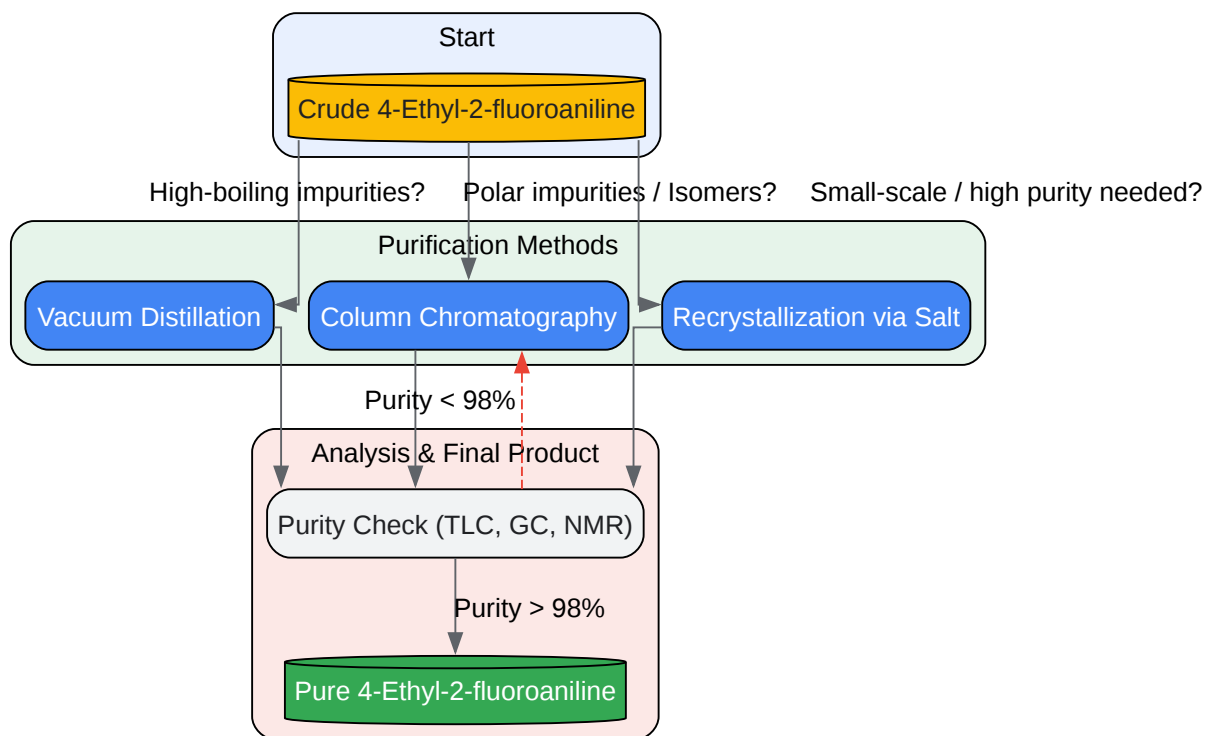 Start
Crude 4-Ethyl-2-fluoroaniline
High-boiling impurities?
Polar impurities / Isomers?
Small-scale / high purity needed?
Purification Methods
Vacuum Distillation
Column Chromatography
Recrystallization via Salt
Purity < 98%
Analysis & Final Product
Purity Check (TLC, GC, NMR)
Purity > 98%
Pure 4-Ethyl-2-fluoroaniline